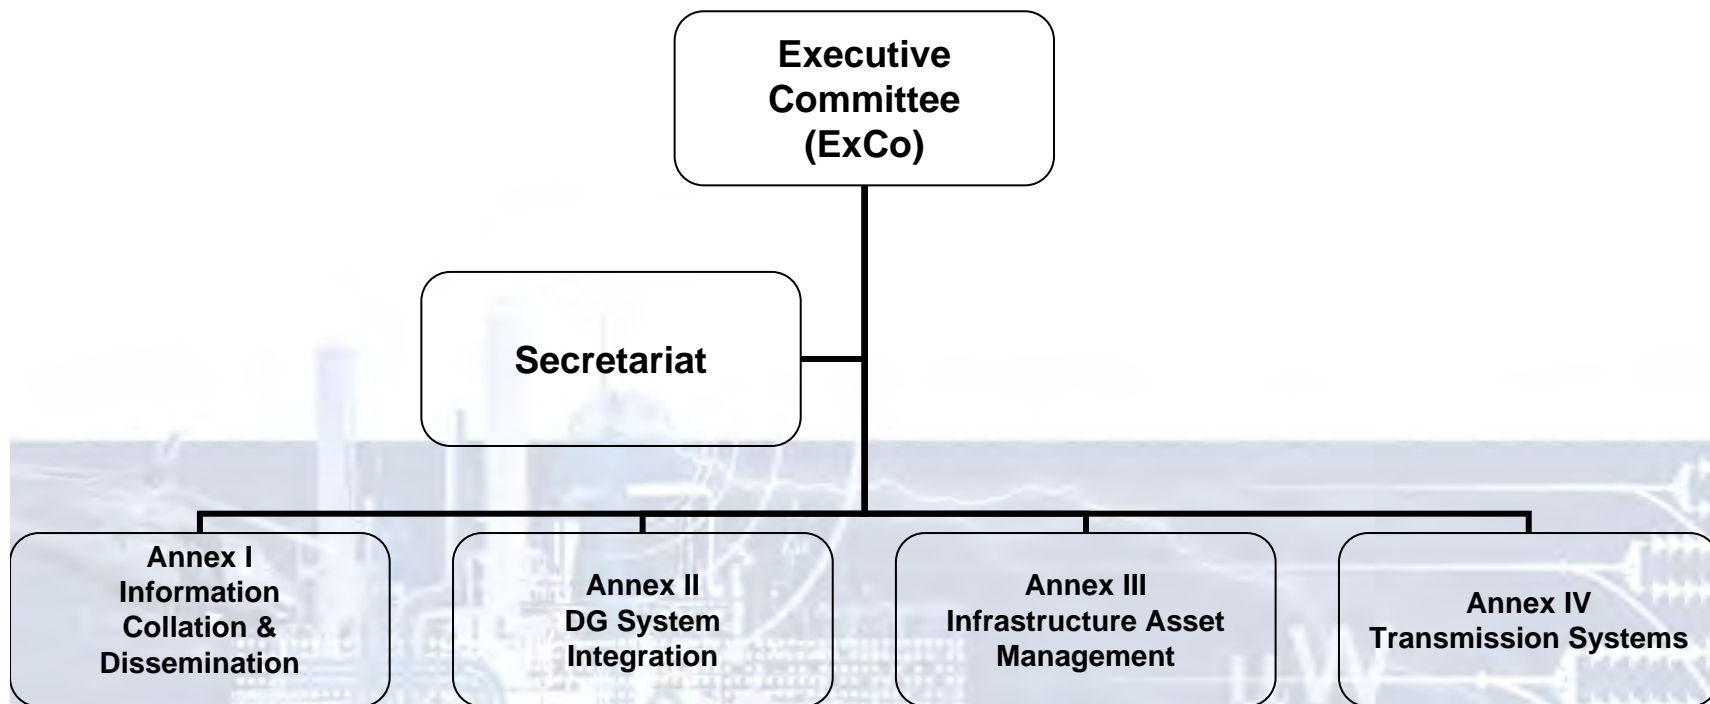 Executive
Committee
(ExCo)
Secretariat
Annex I
Information
Collation &
Dissemination
Annex II
DG System
Integration
Annex III
Infrastructure Asset
Management
Annex IV
Transmission Systems